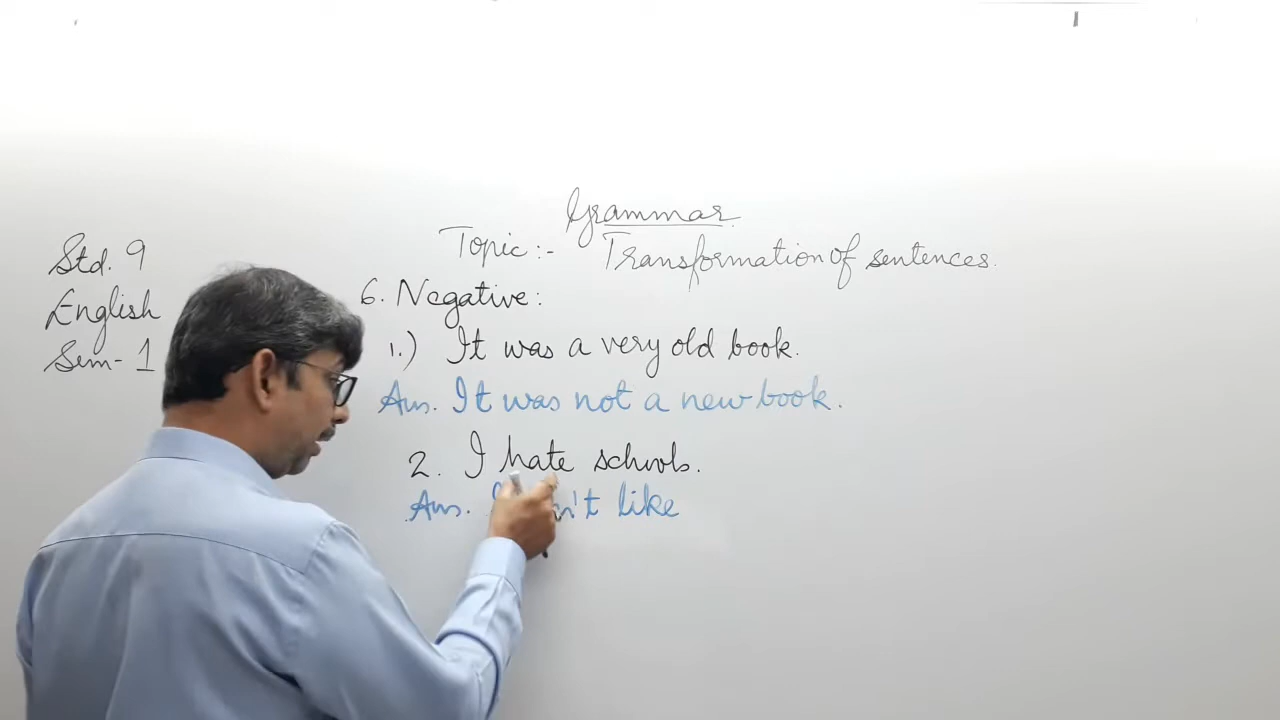 Grammar.
Topic:- Transformation of sentences.
Std. 9
English
Sem- 1
6. Negative:
1.) It was a very old book.
Ans. It was not a new book.
2. I hate schools.
Ans. like